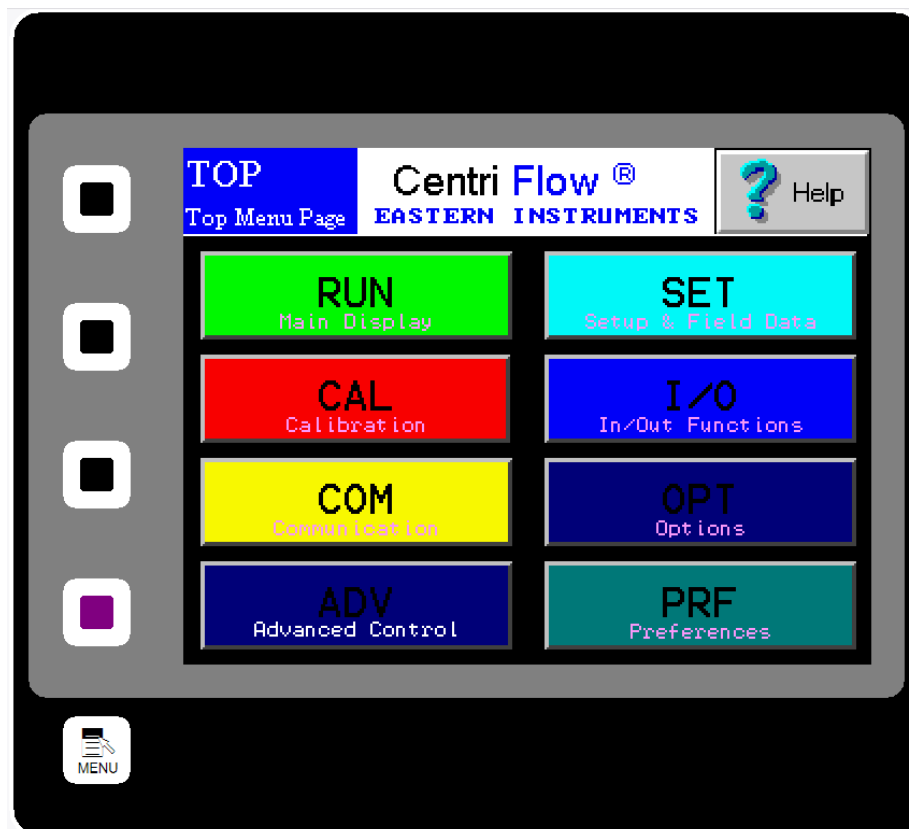 TOP
Top Menu Page
Centri Flow ®
EASTERN INSTRUMENTS
Help
RUN
Main Display
SET
Setup & Field Data
CAL
Calibration
I/O
In/Out Functions
COM
Communication
OPT
Options
ADV
Advanced Control
PRF
Preferences
MENU